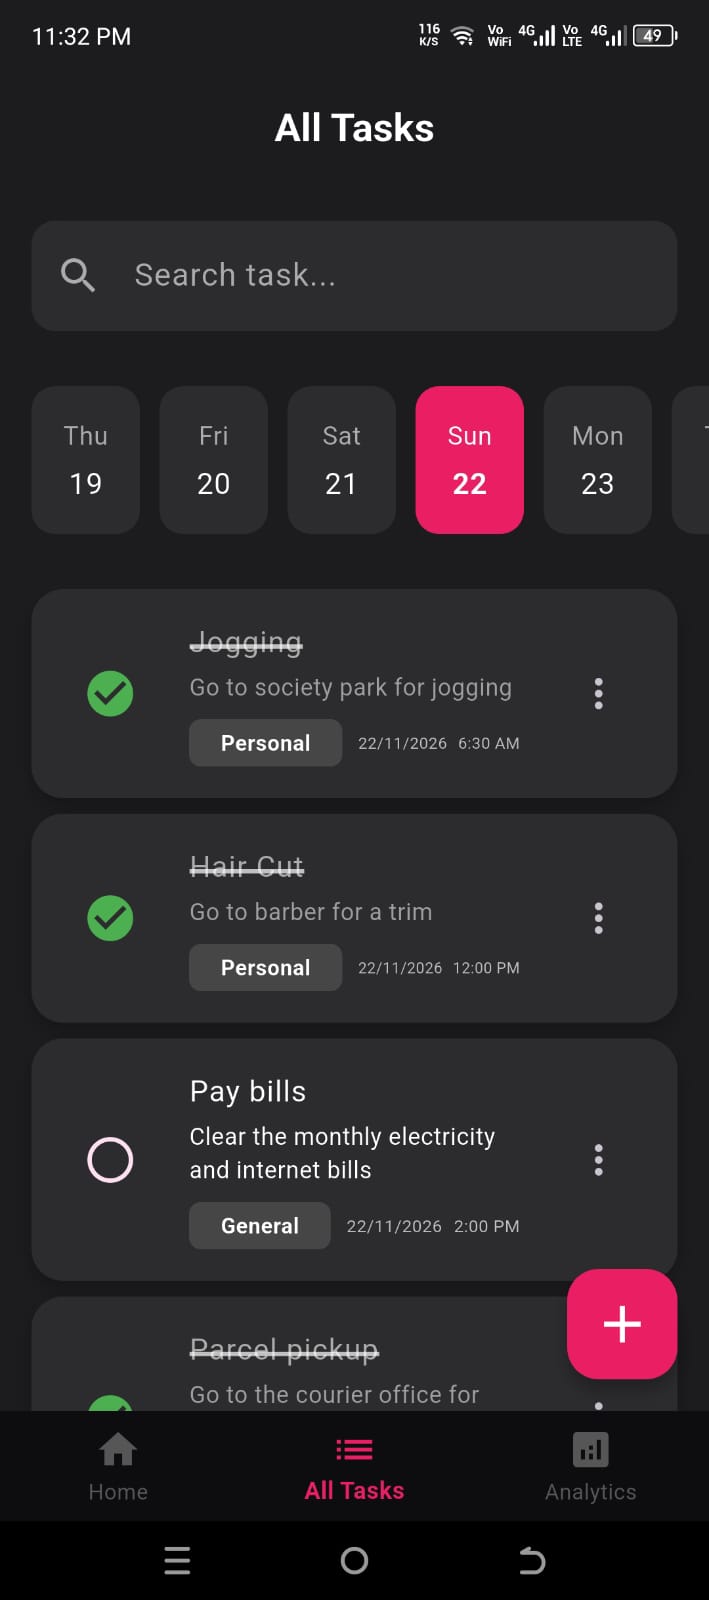 11:32 PM
116 K/S Vo WiFi 4G Vo LTE 4G 49
All Tasks
Search task...
Thu Fri Sat Sun Mon
19 20 21 22 23
Jogging
Go to society park for jogging
Personal 22/11/2026 6:30 AM
Hair Cut
Go to barber for a trim
Personal 22/11/2026 12:00 PM
Pay bills
Clear the monthly electricity
and internet bills
General 22/11/2026 2:00 PM
Parcel pickup
Go to the courier office for
Home All Tasks Analytics